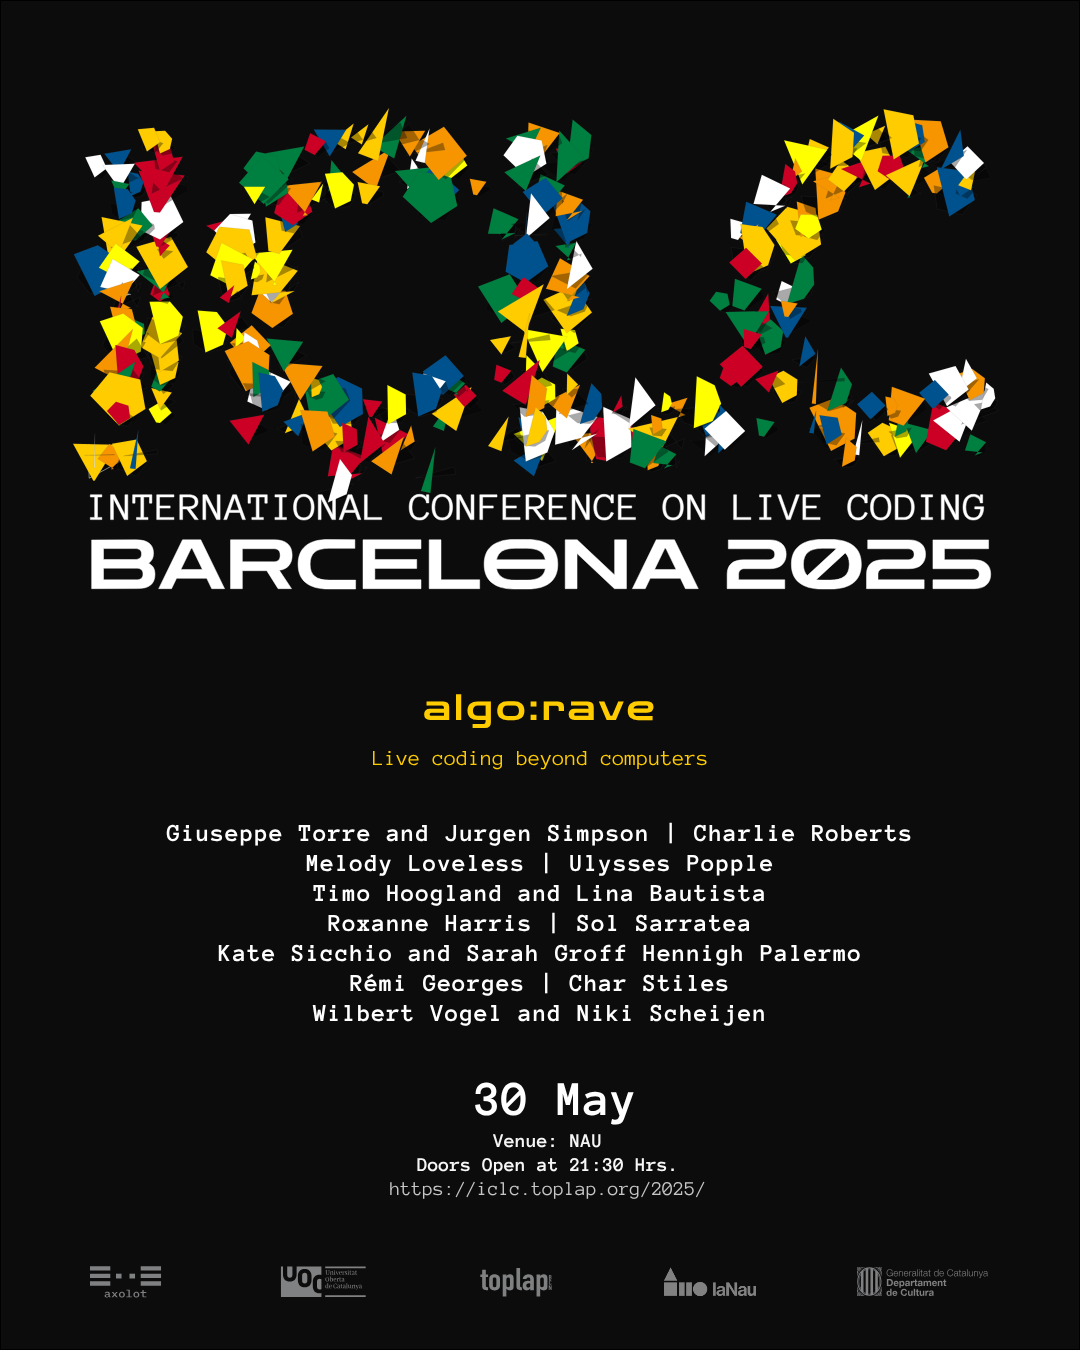 ICLC
INTERNATIONAL CONFERENCE ON LIVE CODING
BARCELONA 2025
algo:rave
Live coding beyond computers
Giuseppe Torre and Jurgen Simpson | Charlie Roberts
Melody Loveless | Ulysses Popple
Timo Hoogland and Lina Bautista
Roxanne Harris | Sol Sarratea
Kate Sicchio and Sarah Groff Hennigh Palermo
Rémi Georges | Char Stiles
Wilbert Vogel and Niki Scheijen
30 May
Venue: NAU
Doors Open at 21:30 Hrs.
https://iclc.toplap.org/2025/
axolot
UOC
Universitat
Oberta
de Catalunya
toplap
laNau
Generalitat de Catalunya
Departament
de Cultura